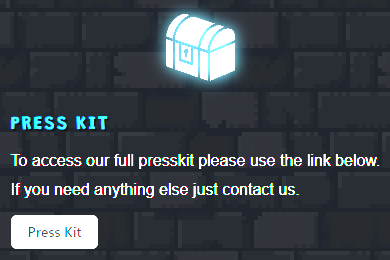 PRESS KIT
To access our full presskit please use the link below.
If you need anything else just contact us.
Press Kit